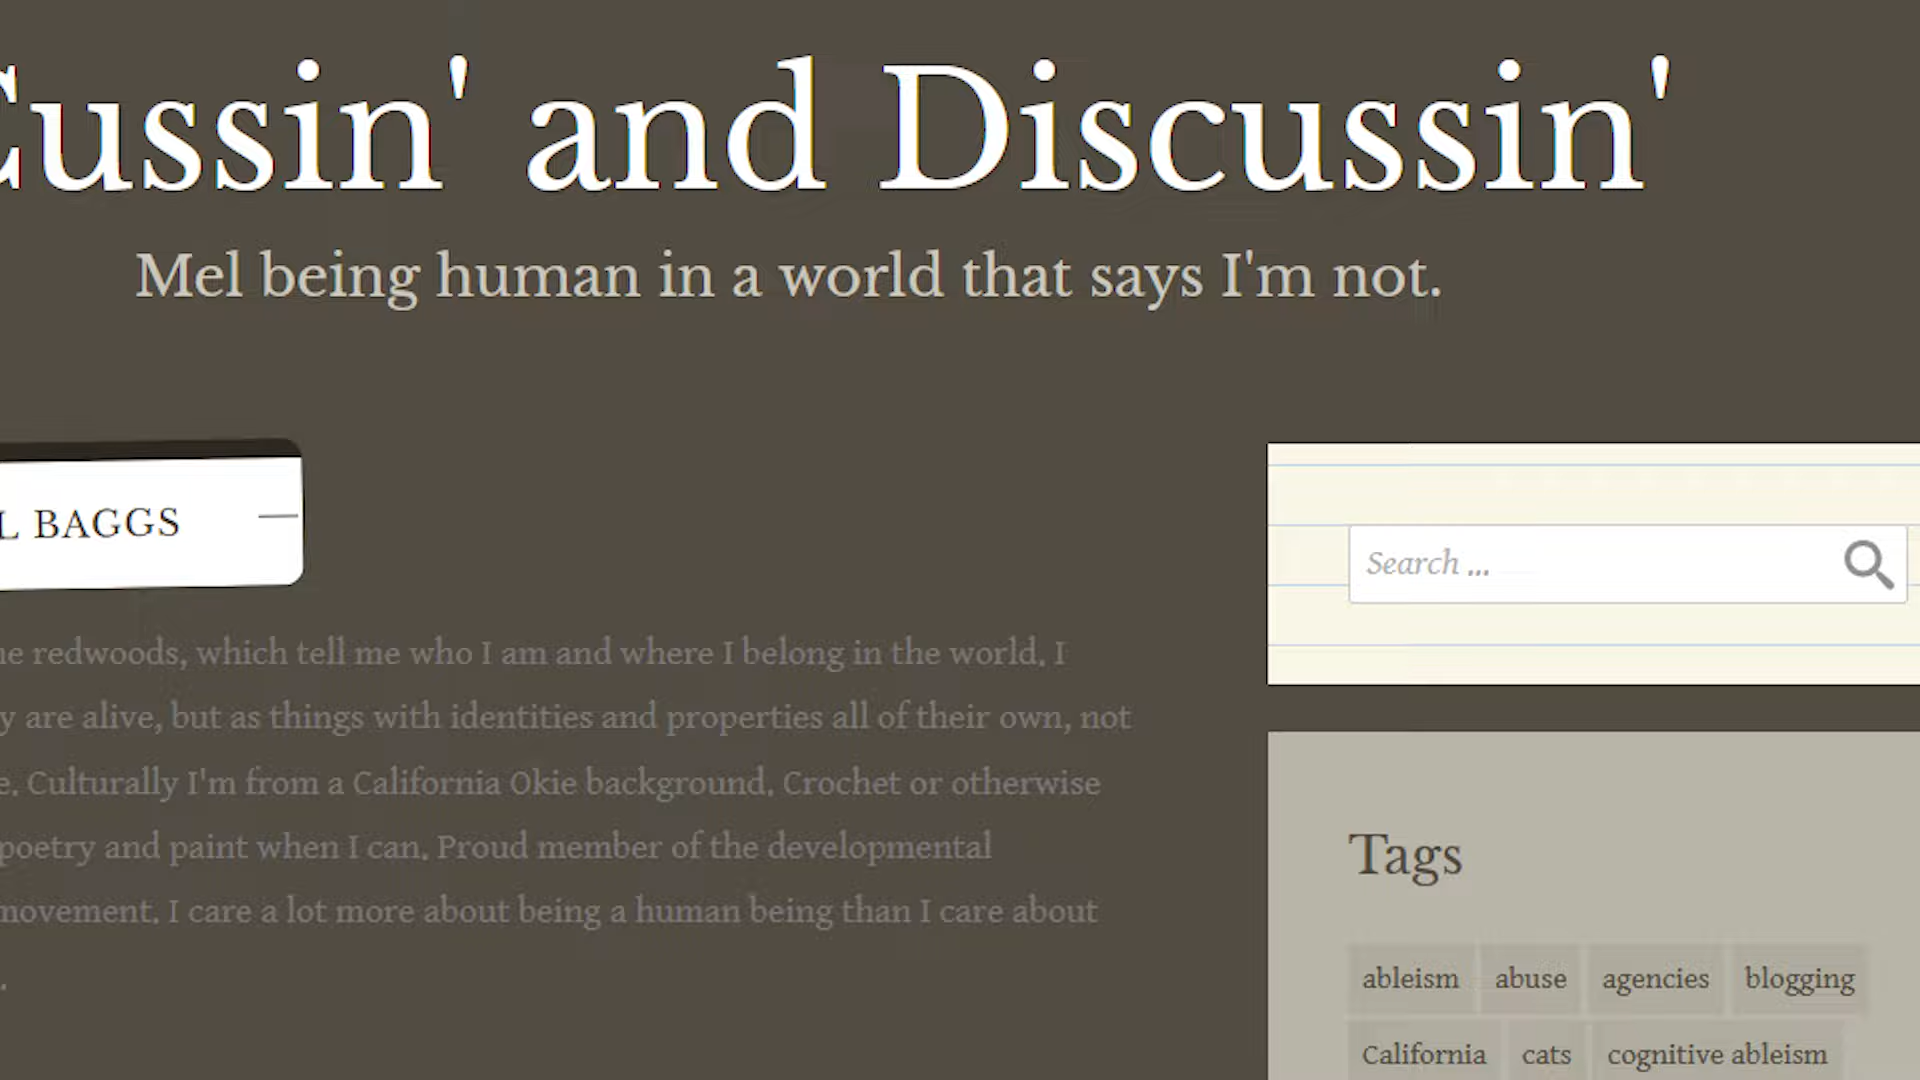 Cussin' and Discussin'
Mel being human in a world that says I'm not.
L BAGGS
Search ...
redwoods, which tell me who I am and where I belong in the world. I
y are alive, but as things with identities and properties all of their own, not
e. Culturally I'm from a California Okie background. Crochet or otherwise
poetry and paint when I can. Proud member of the developmental
movement. I care a lot more about being a human being than I care about
.
Tags
ableism abuse agencies blogging
California cats cognitive ableism